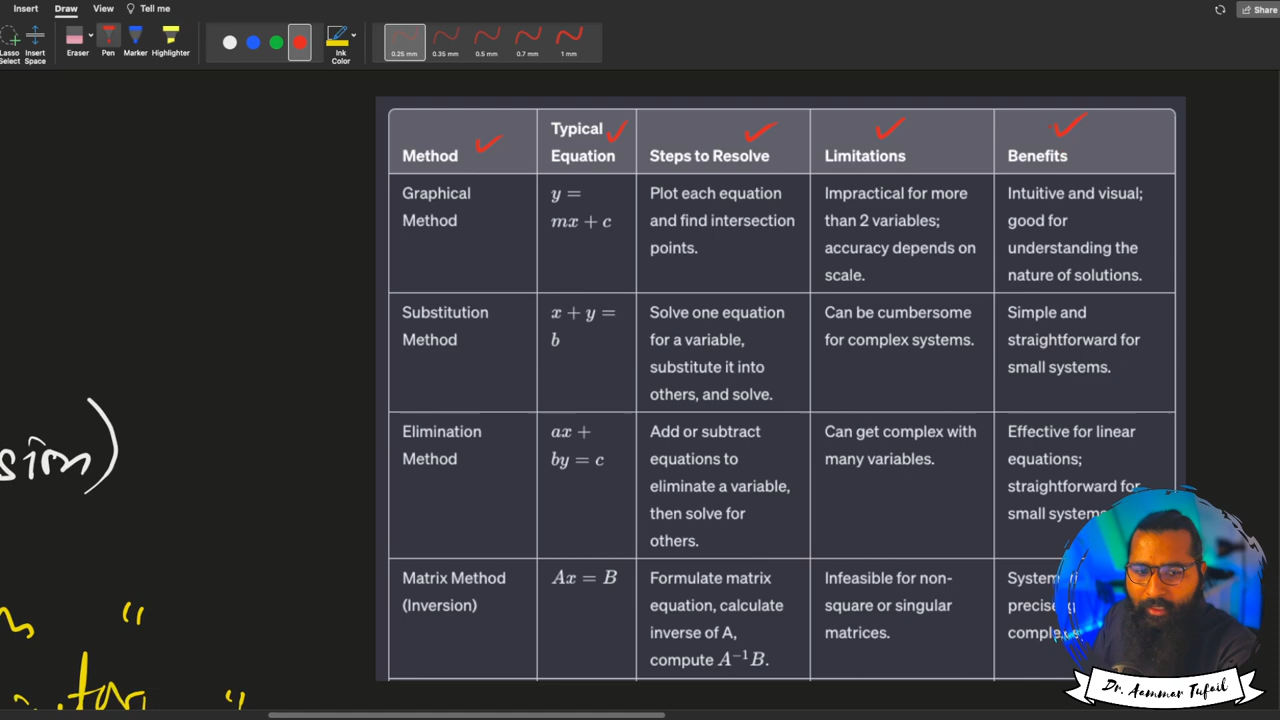 Insert Draw View Tell me
Share
Lasso Select
Insert Space
Eraser
Pen
Marker
Highlighter
Ink Color
0.25 mm 0.35 mm 0.5 mm 0.7 mm 1 mm
Method
Typical Equation
Steps to Resolve
Limitations
Benefits
Graphical
Method
y =
mx + c
Plot each equation
and find intersection
points.
Impractical for more
than 2 variables;
accuracy depends on
scale.
Intuitive and visual;
good for
understanding the
nature of solutions.
Substitution
Method
x + y =
b
Solve one equation
for a variable,
substitute it into
others, and solve.
Can be cumbersome
for complex systems.
Simple and
straightforward for
small systems.
Elimination
Method
ax +
by = c
Add or subtract
equations to
eliminate a variable,
then solve for
others.
Can get complex with
many variables.
Effective for linear
equations;
straightforward for
small systems
Matrix Method
(Inversion)
Ax = B
Formulate matrix
equation, calculate
inverse of A,
compute A⁻¹B.
Infeasible for non-
square or singular
matrices.
Dr. Aammar Tufail